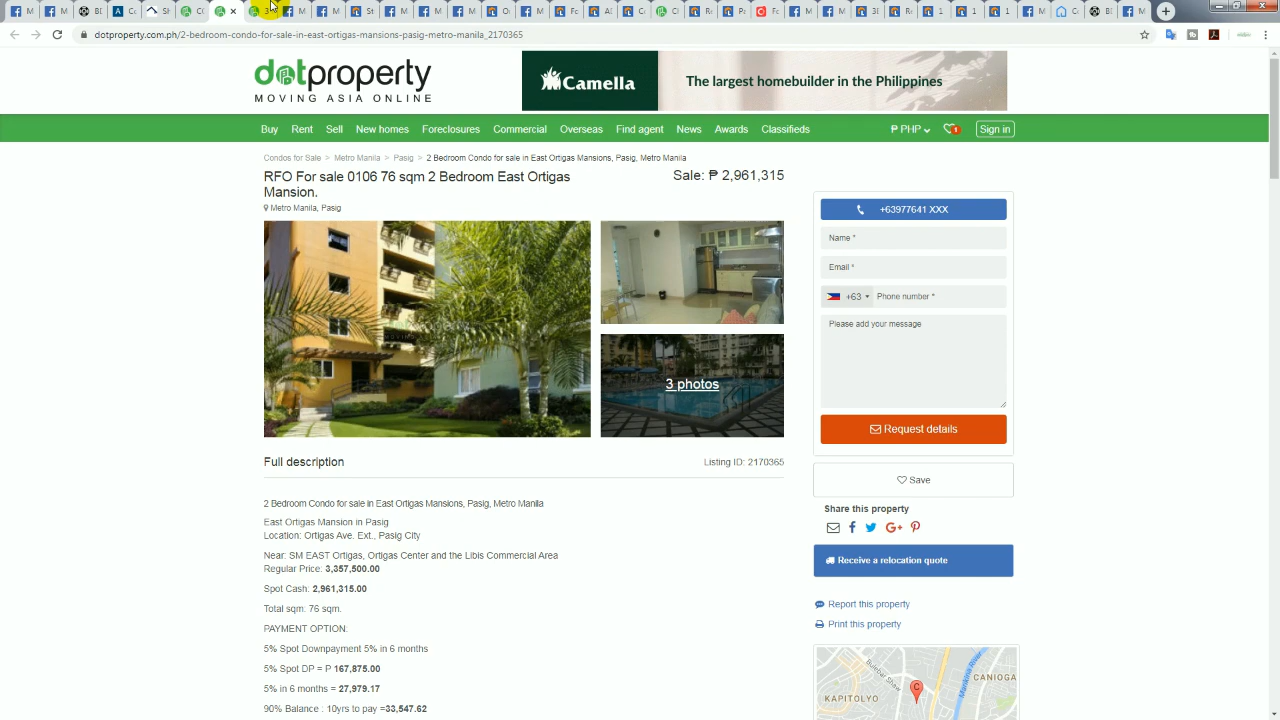 dotproperty.com.ph/2-bedroom-condo-for-sale-in-east-ortigas-mansions-pasig-metro-manila_2170365
dotproperty
MOVING ASIA ONLINE
Camella
The largest homebuilder in the Philippines
Buy Rent Sell New homes Foreclosures Commercial Overseas Find agent News Awards Classifieds ₱ PHP 1 Sign in
Condos for Sale > Metro Manila > Pasig > 2 Bedroom Condo for sale in East Ortigas Mansions, Pasig, Metro Manila
RFO For sale 0106 76 sqm 2 Bedroom East Ortigas
Mansion.
Sale: ₱ 2,961,315
Metro Manila, Pasig
3 photos
Full description
Listing ID: 2170365
2 Bedroom Condo for sale in East Ortigas Mansions, Pasig, Metro Manila
East Ortigas Mansion in Pasig
Location: Ortigas Ave. Ext., Pasig City
Near: SM EAST Ortigas, Ortigas Center and the Libis Commercial Area
Regular Price: 3,357,500.00
Spot Cash: 2,961,315.00
Total sqm: 76 sqm.
PAYMENT OPTION:
5% Spot Downpayment 5% in 6 months
5% Spot DP = P 167,875.00
5% in 6 months = 27,979.17
90% Balance : 10yrs to pay =33,547.62
+63977641 XXX
Name *
Email *
+63 Phone number *
Please add your message
Request details
Save
Share this property
Receive a relocation quote
Report this property
Print this property
KAPITOLYO
CANIOGA